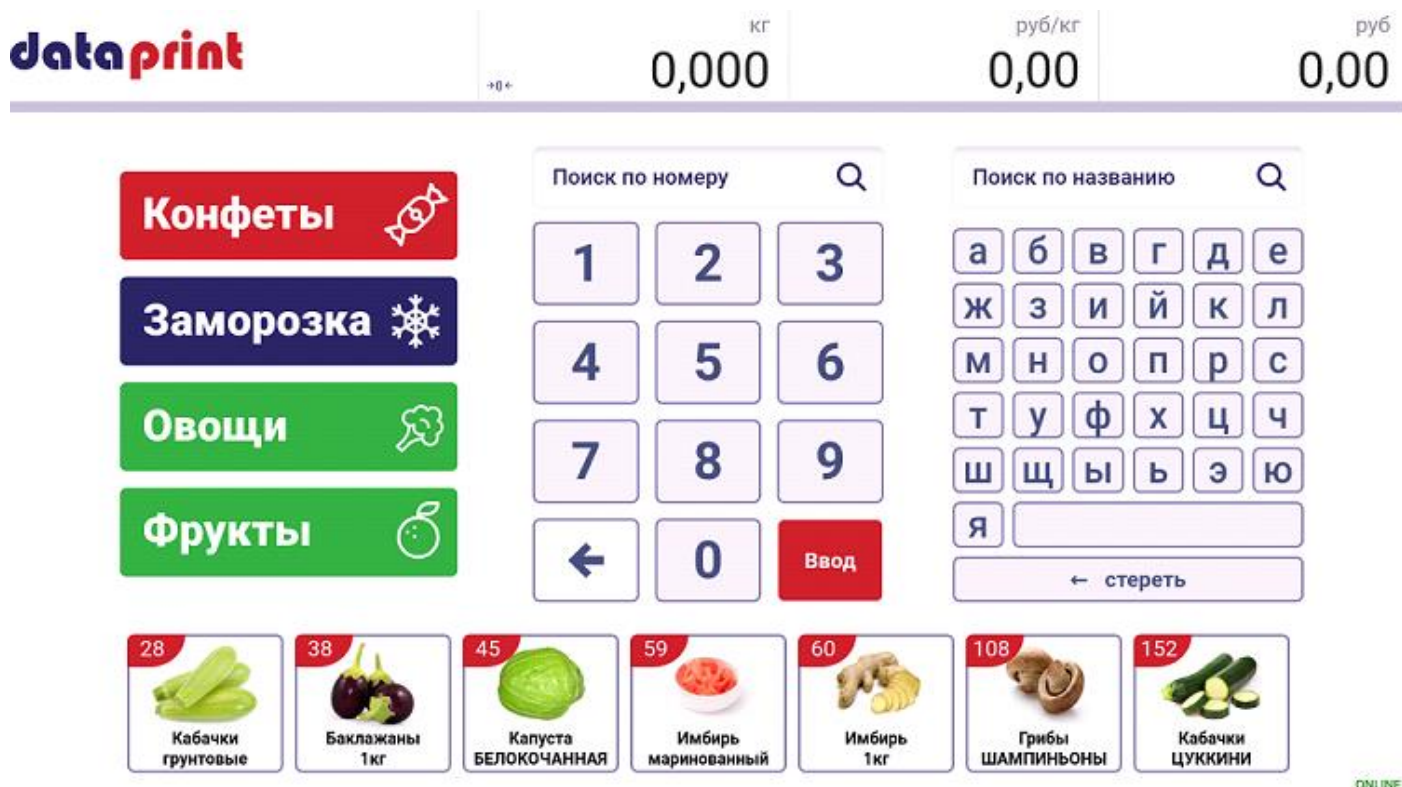 dataprint
кг
0,000
→0←
руб/кг
0,00
руб
0,00
Конфеты
Заморозка
Овощи
Фрукты
Поиск по номеру
1 2 3
4 5 6
7 8 9
← 0 Ввод
Поиск по названию
а б в г д е
ж з и й к л
м н о п р с
т у ф х ц ч
ш щ ы ь э ю
я
← стереть
28
Кабачки
грунтовые
38
Баклажаны
1кг
45
Капуста
БЕЛОКОЧАННАЯ
59
Имбирь
маринованный
60
Имбирь
1кг
108
Грибы
ШАМПИНЬОНЫ
152
Кабачки
ЦУККИНИ
ONLINE